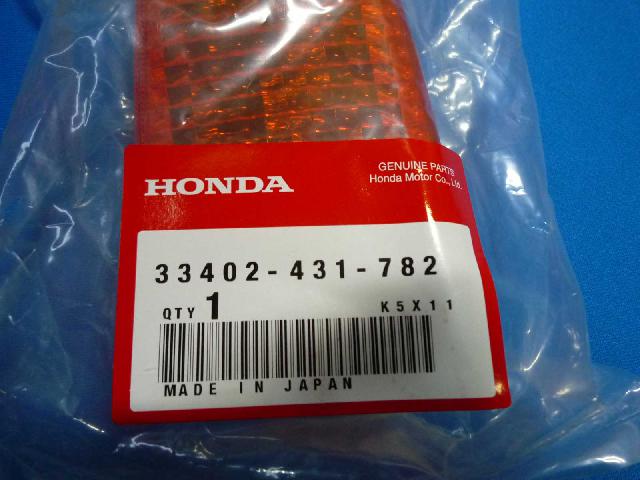 HONDA
GENUINE PARTS
Honda Motor Co., Ltd.
33402-431-782
QTY 1
K5X11
MADE IN JAPAN